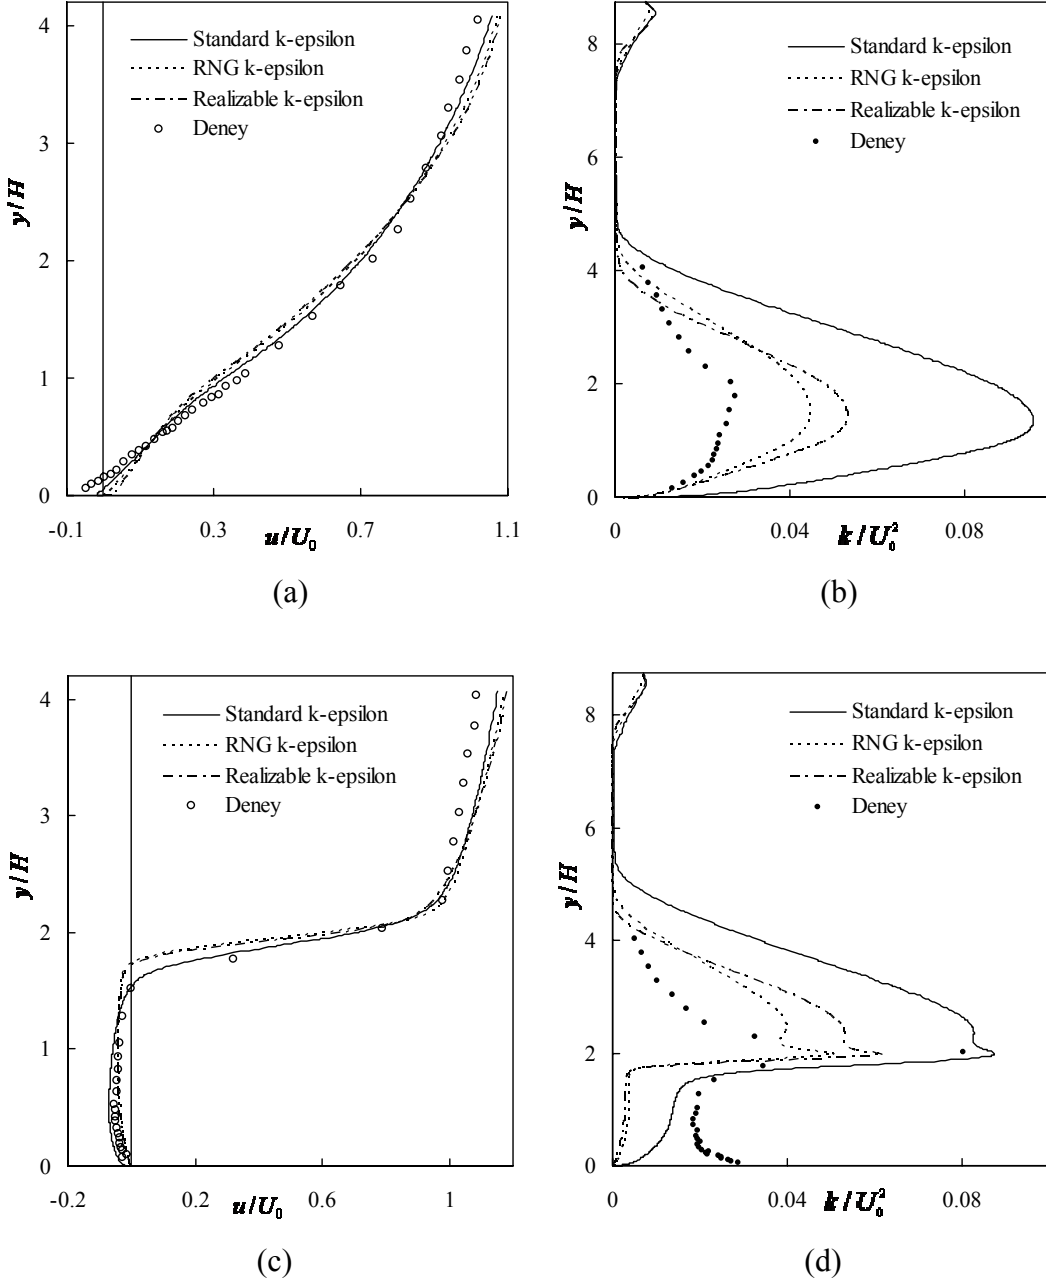 4
3
2
1
0
y/H
Standard k-epsilon
RNG k-epsilon
Realizable k-epsilon
Deney
-0.1 0.3 0.7 1.1
u/U₀
(a)
8
6
4
2
0
y/H
Standard k-epsilon
RNG k-epsilon
Realizable k-epsilon
Deney
0 0.04 0.08
k/U₀²
(b)
4
3
2
1
0
y/H
Standard k-epsilon
RNG k-epsilon
Realizable k-epsilon
Deney
-0.2 0.2 0.6 1
u/U₀
(c)
8
6
4
2
0
y/H
Standard k-epsilon
RNG k-epsilon
Realizable k-epsilon
Deney
0 0.04 0.08
k/U₀²
(d)